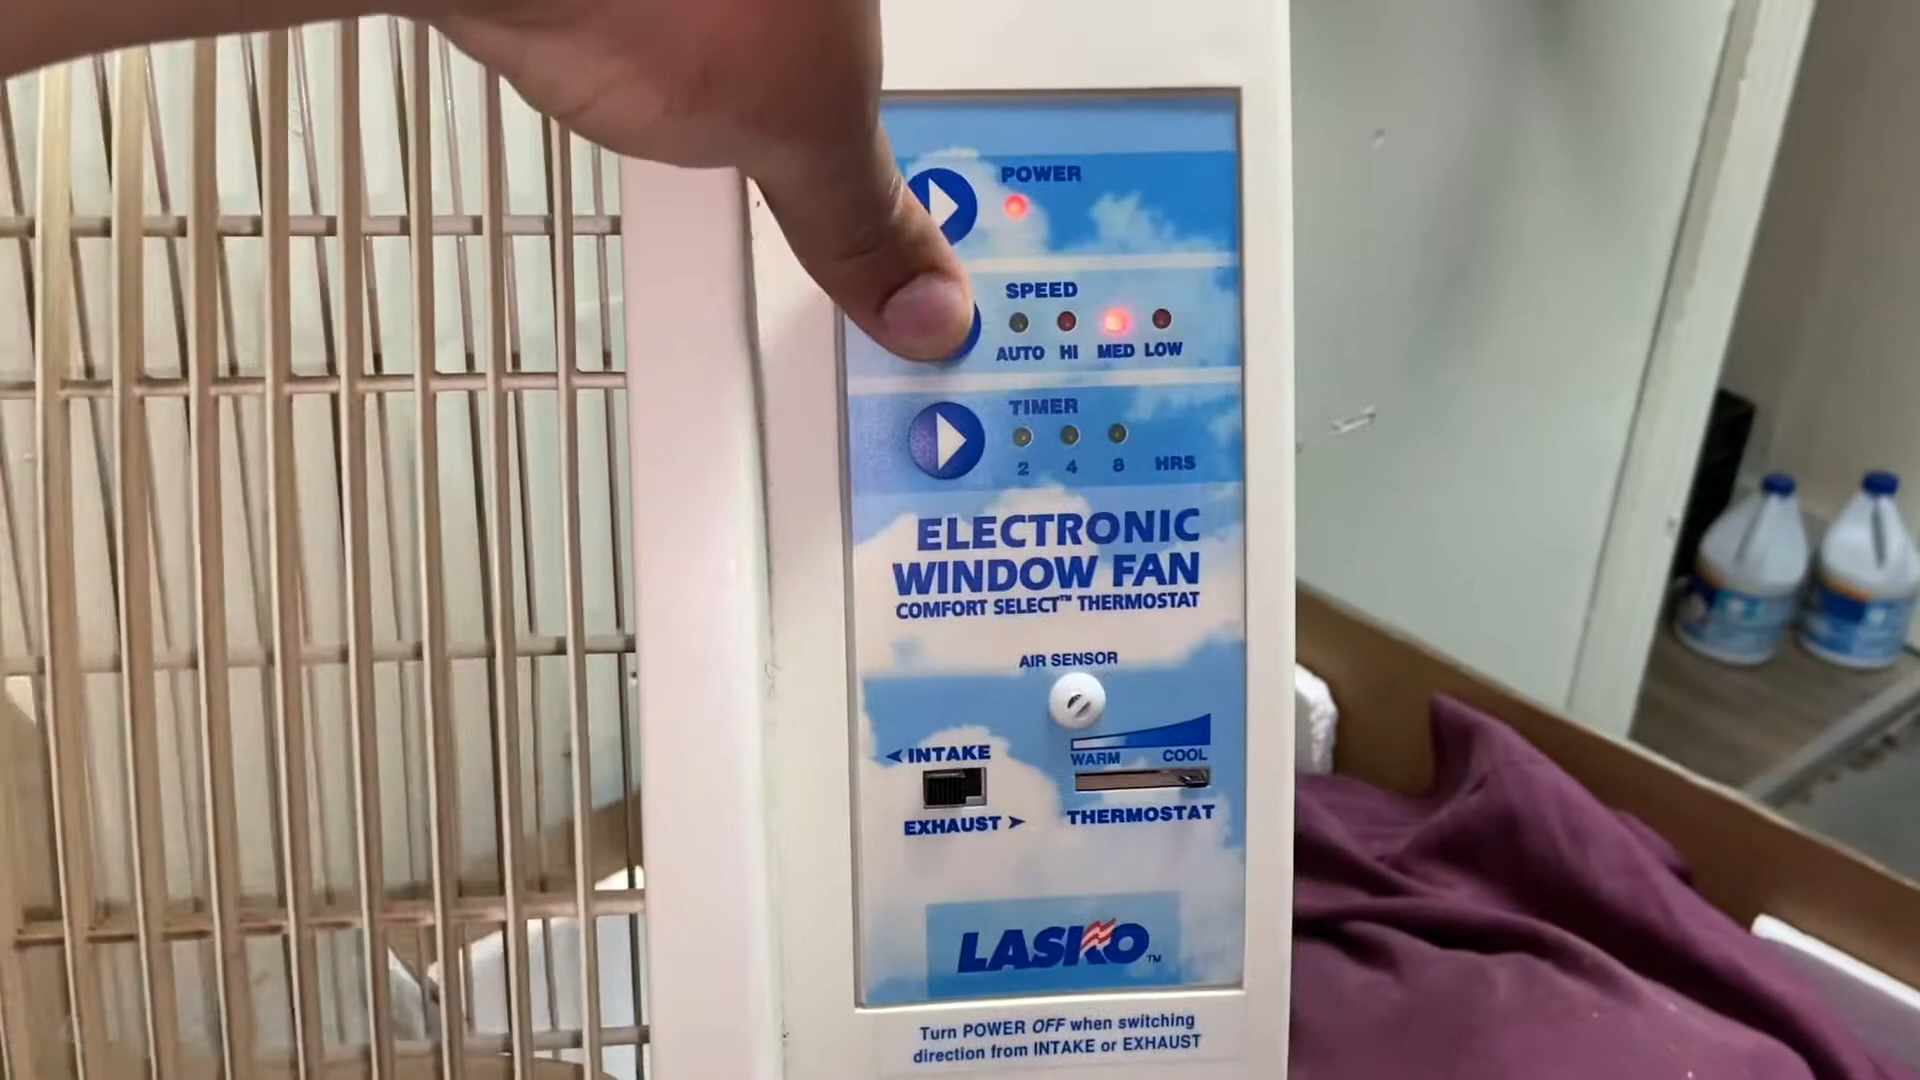 POWER
SPEED
AUTO HI MED LOW
TIMER
2 4 8 HRS
ELECTRONIC
WINDOW FAN
COMFORT SELECT™ THERMOSTAT
AIR SENSOR
INTAKE
WARM COOL
EXHAUST
THERMOSTAT
LASKO™
Turn POWER OFF when switching
direction from INTAKE or EXHAUST